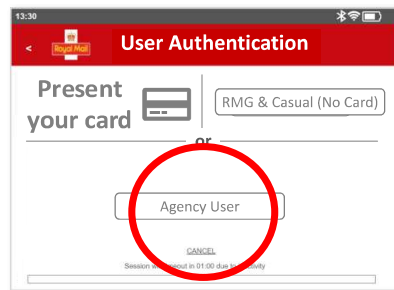 13:30
<
Royal Mail
User Authentication
Present
your card
RMG & Casual (No Card)
or
Agency User
CANCEL
Session will timeout in 01:00 due to